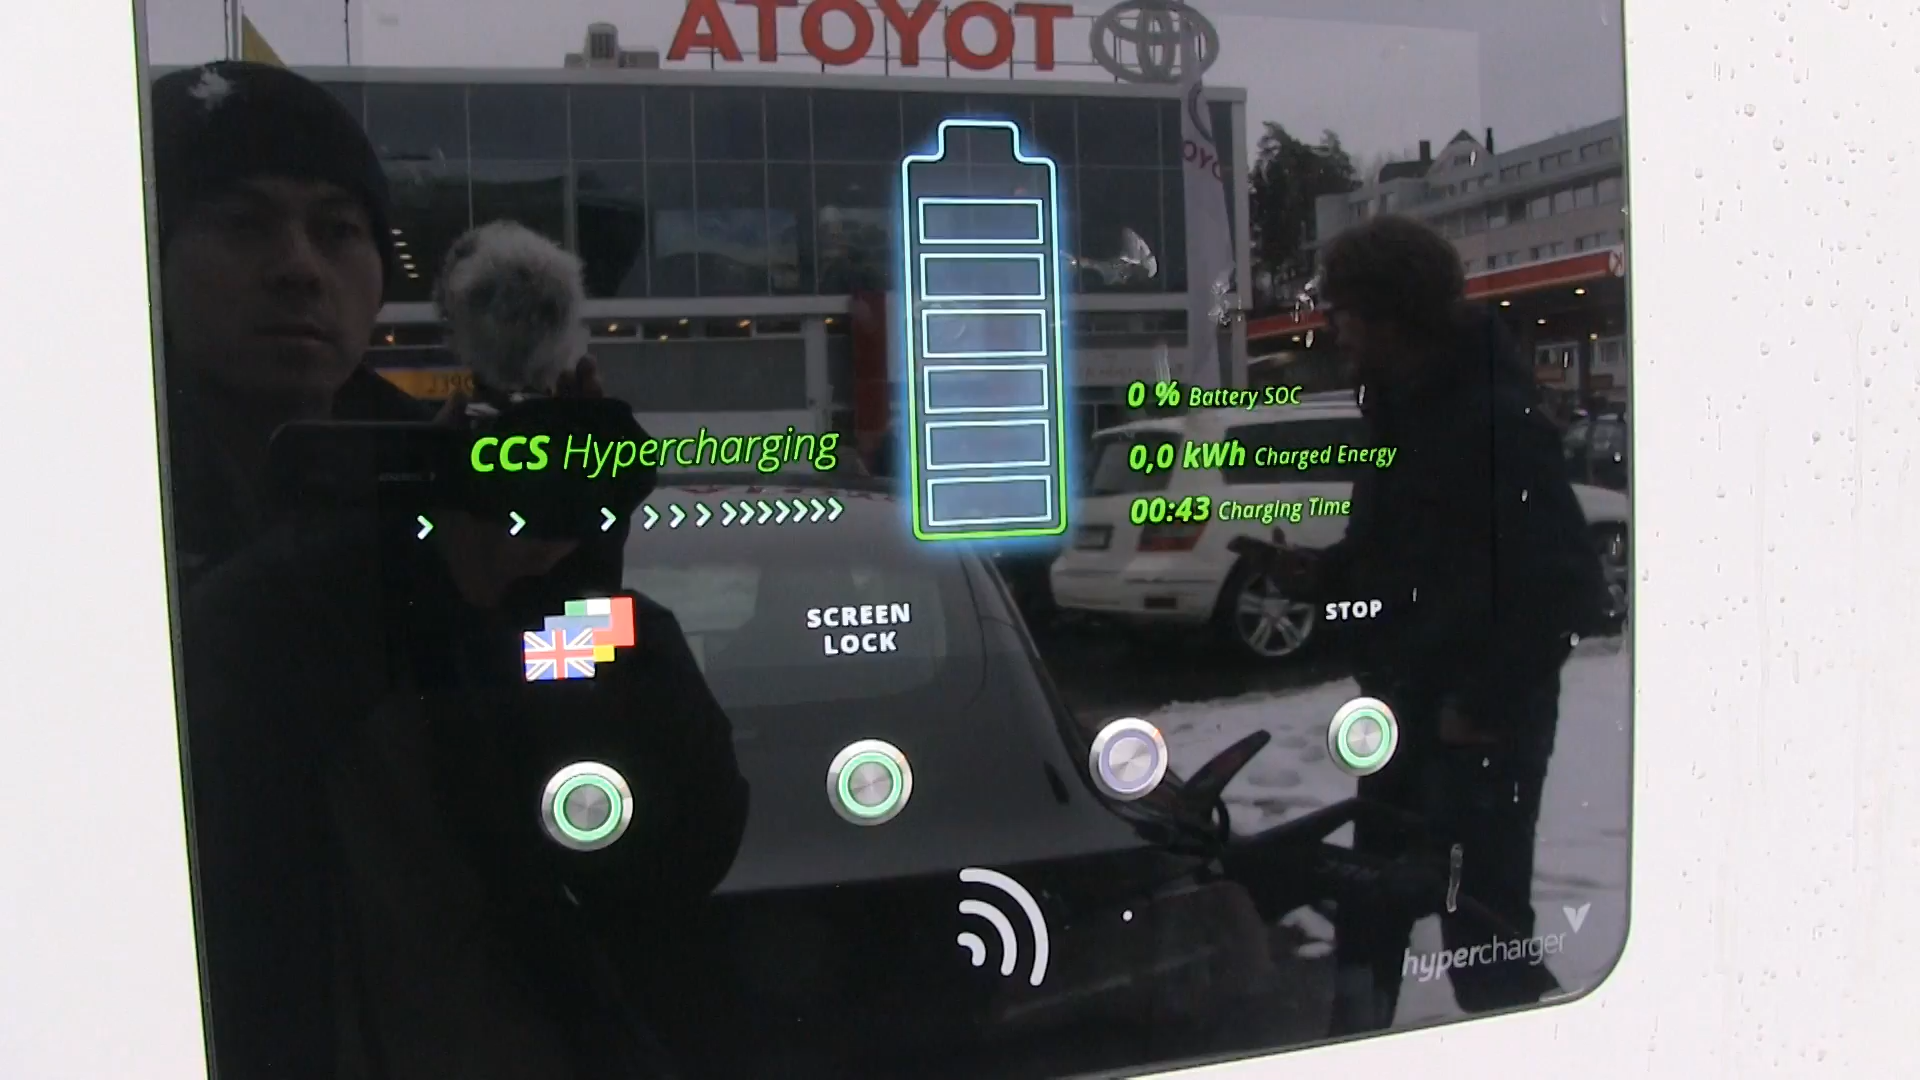 ATOYOT
CCS Hypercharging
0 % Battery SOC
0,0 kWh Charged Energy
00:43 Charging Time
SCREEN
LOCK
STOP
hypercharger